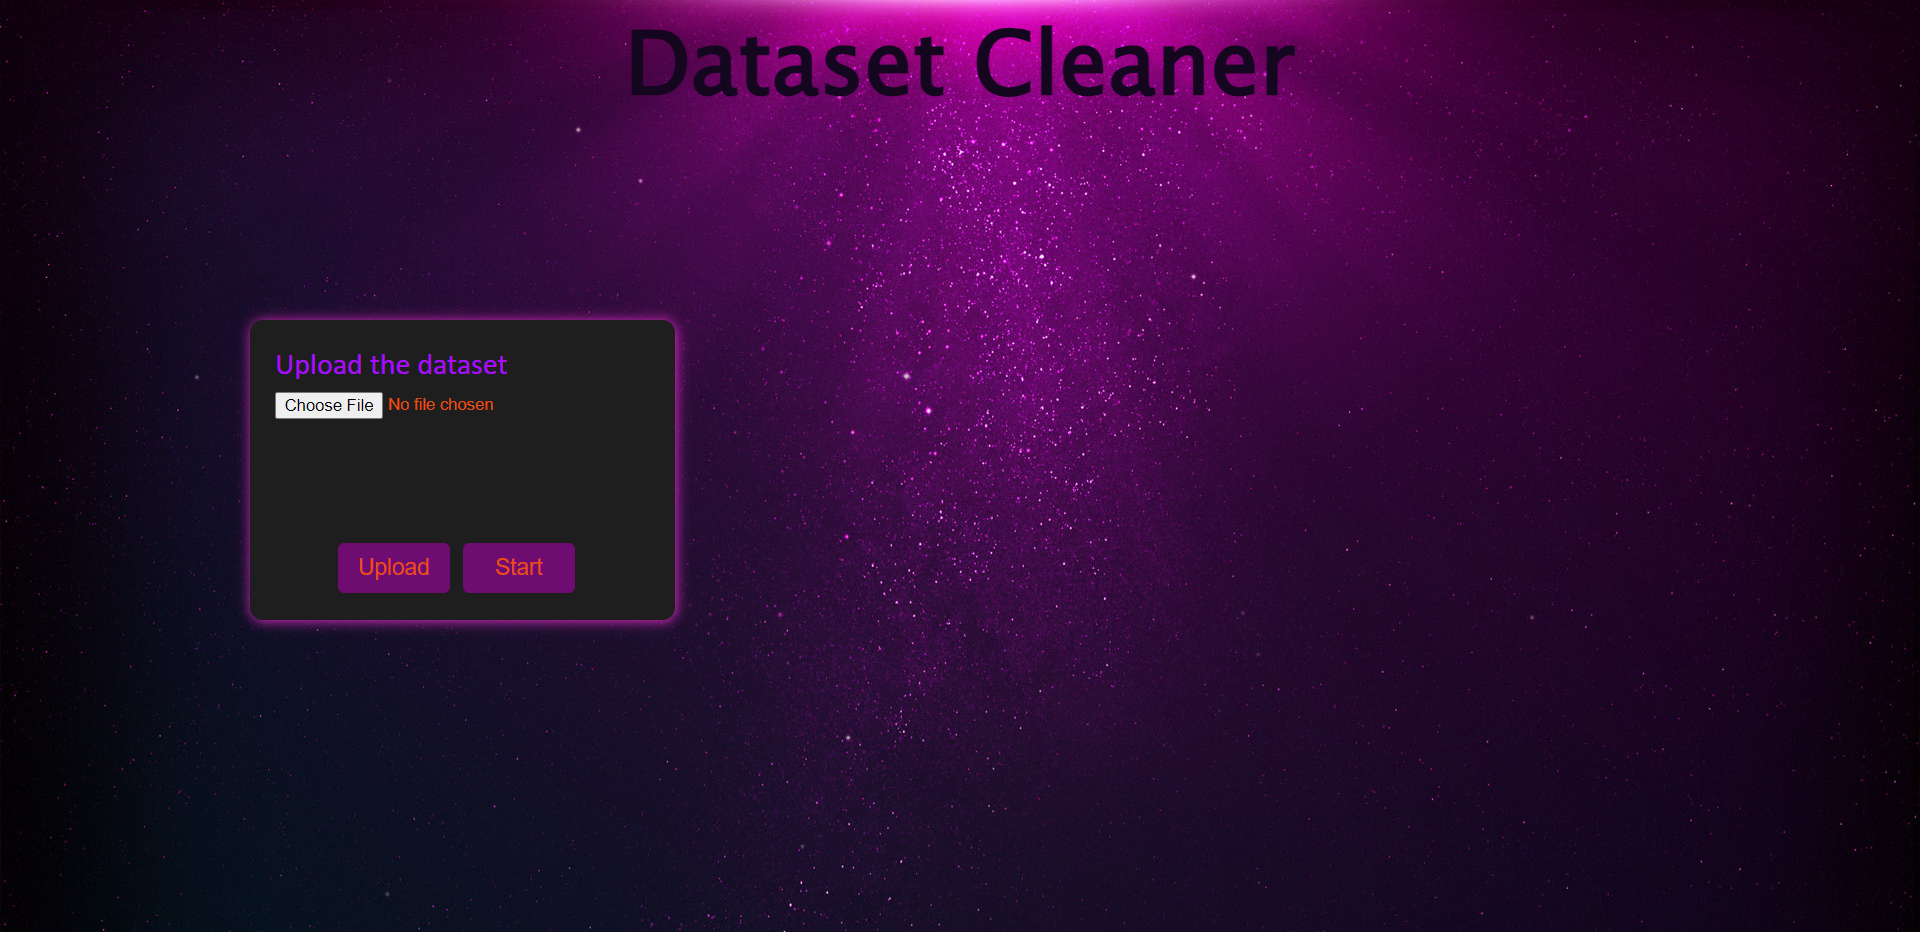 Dataset Cleaner
Upload the dataset
Choose File No file chosen
Upload Start